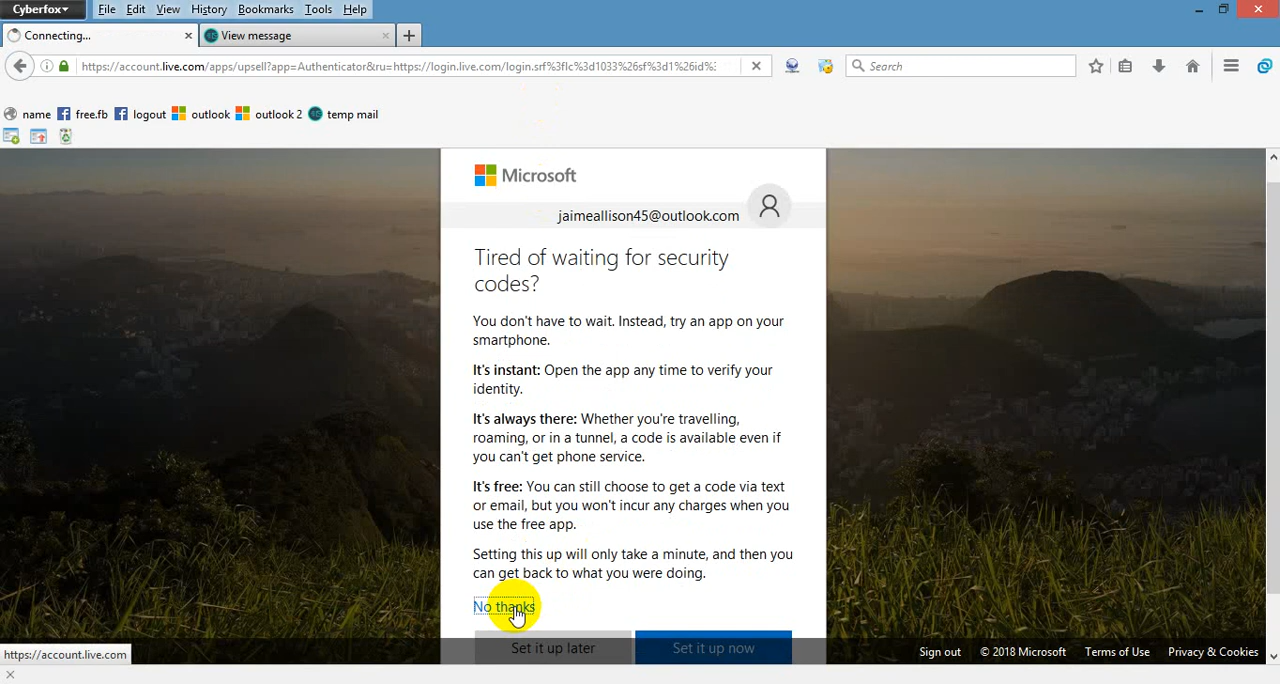 Cyberfox
File Edit View History Bookmarks Tools Help
Connecting...
View message
https://account.live.com/apps/upsell?app=Authenticator&ru=https://login.live.com/login.srf%3flc%3d1033%26sf%3d1%26id%:
Search
name free.fb logout outlook outlook 2 temp mail
Microsoft
jaimeallison45@outlook.com
Tired of waiting for security
codes?
You don't have to wait. Instead, try an app on your
smartphone.
It's instant: Open the app any time to verify your
identity.
It's always there: Whether you're travelling,
roaming, or in a tunnel, a code is available even if
you can't get phone service.
It's free: You can still choose to get a code via text
or email, but you won't incur any charges when you
use the free app.
Setting this up will only take a minute, and then you
can get back to what you were doing.
No thanks
Set it up later Set it up now
https://account.live.com
Sign out © 2018 Microsoft Terms of Use Privacy & Cookies